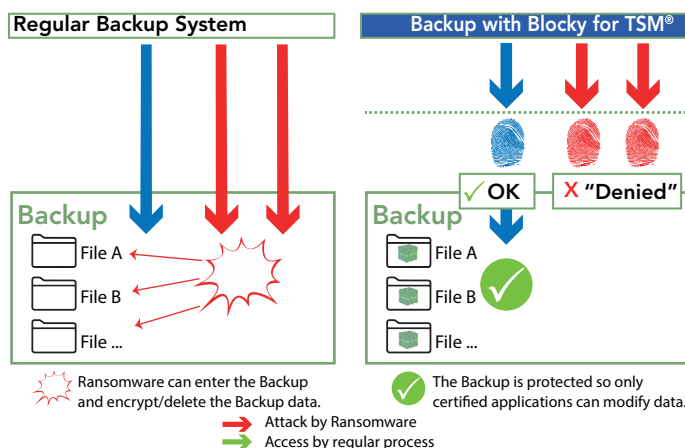 Regular Backup System
Backup with Blocky for TSM®
✓ OK
X “Denied”
Backup
File A
File B
File ...
Backup
File A
File B
File ...
Ransomware can enter the Backup
and encrypt/delete the Backup data.
The Backup is protected so only
certified applications can modify data.
Attack by Ransomware
Access by regular process